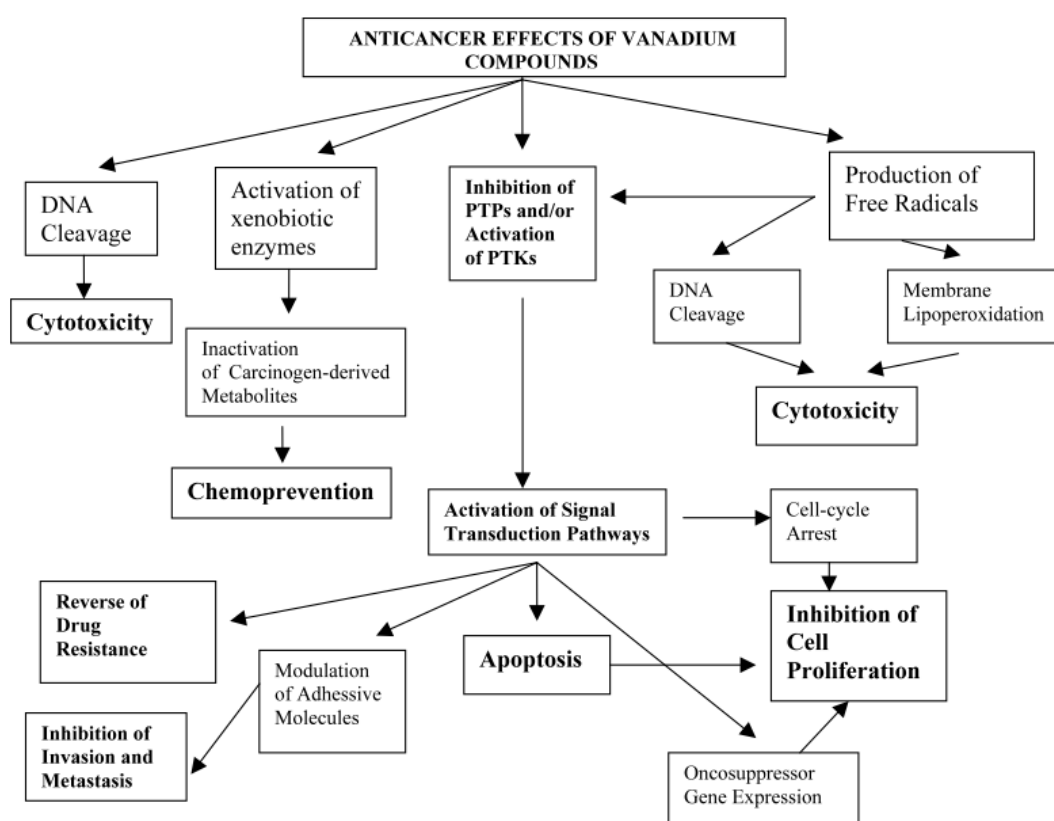 ANTICANCER EFFECTS OF VANADIUM
COMPOUNDS
DNA
Cleavage
Activation of
xenobiotic
enzymes
Inhibition of
PTPs and/or
Activation
of PTKs
Production of
Free Radicals
Cytotoxicity
Inactivation
of Carcinogen-derived
Metabolites
DNA
Cleavage
Membrane
Lipoperoxidation
Cytotoxicity
Chemoprevention
Activation of Signal
Transduction Pathways
Cell-cycle
Arrest
Reverse of
Drug
Resistance
Modulation
of Adhessive
Molecules
Apoptosis
Inhibition of
Cell
Proliferation
Inhibition of
Invasion and
Metastasis
Oncosuppressor
Gene Expression